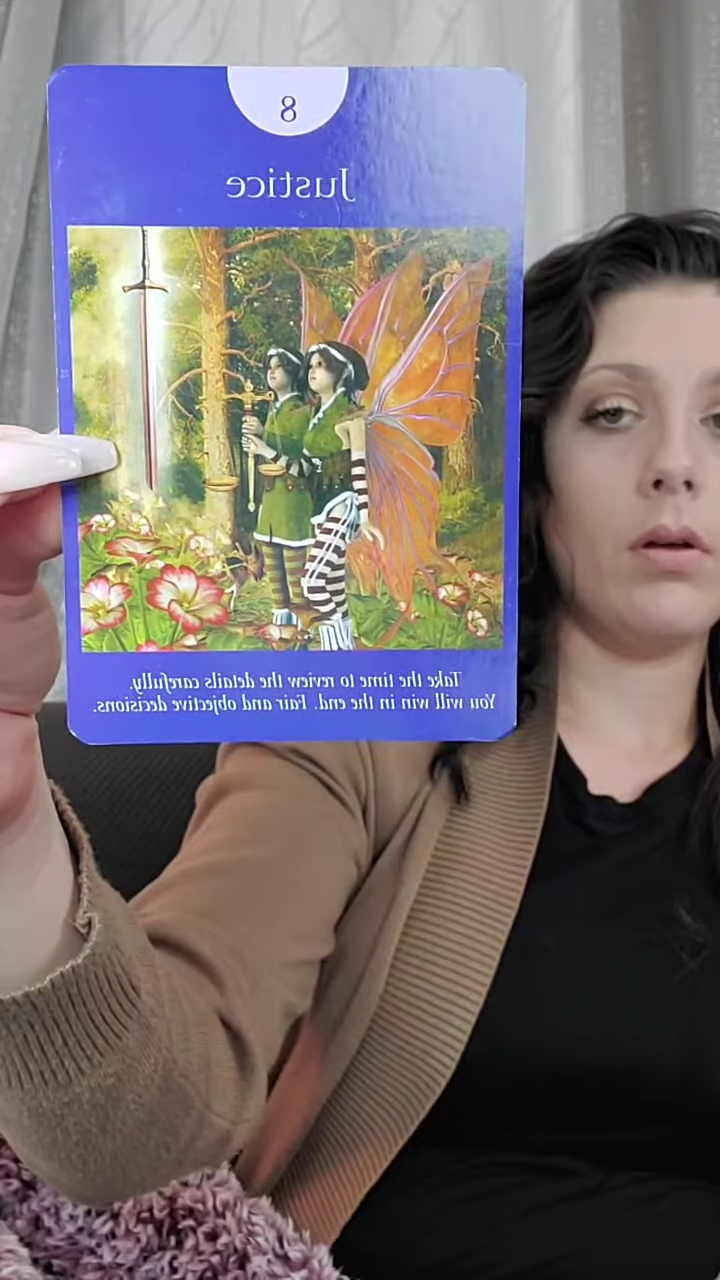 8
Justice
Take the time to review the details carefully.
You will win in the end. Fair and objective decisions.